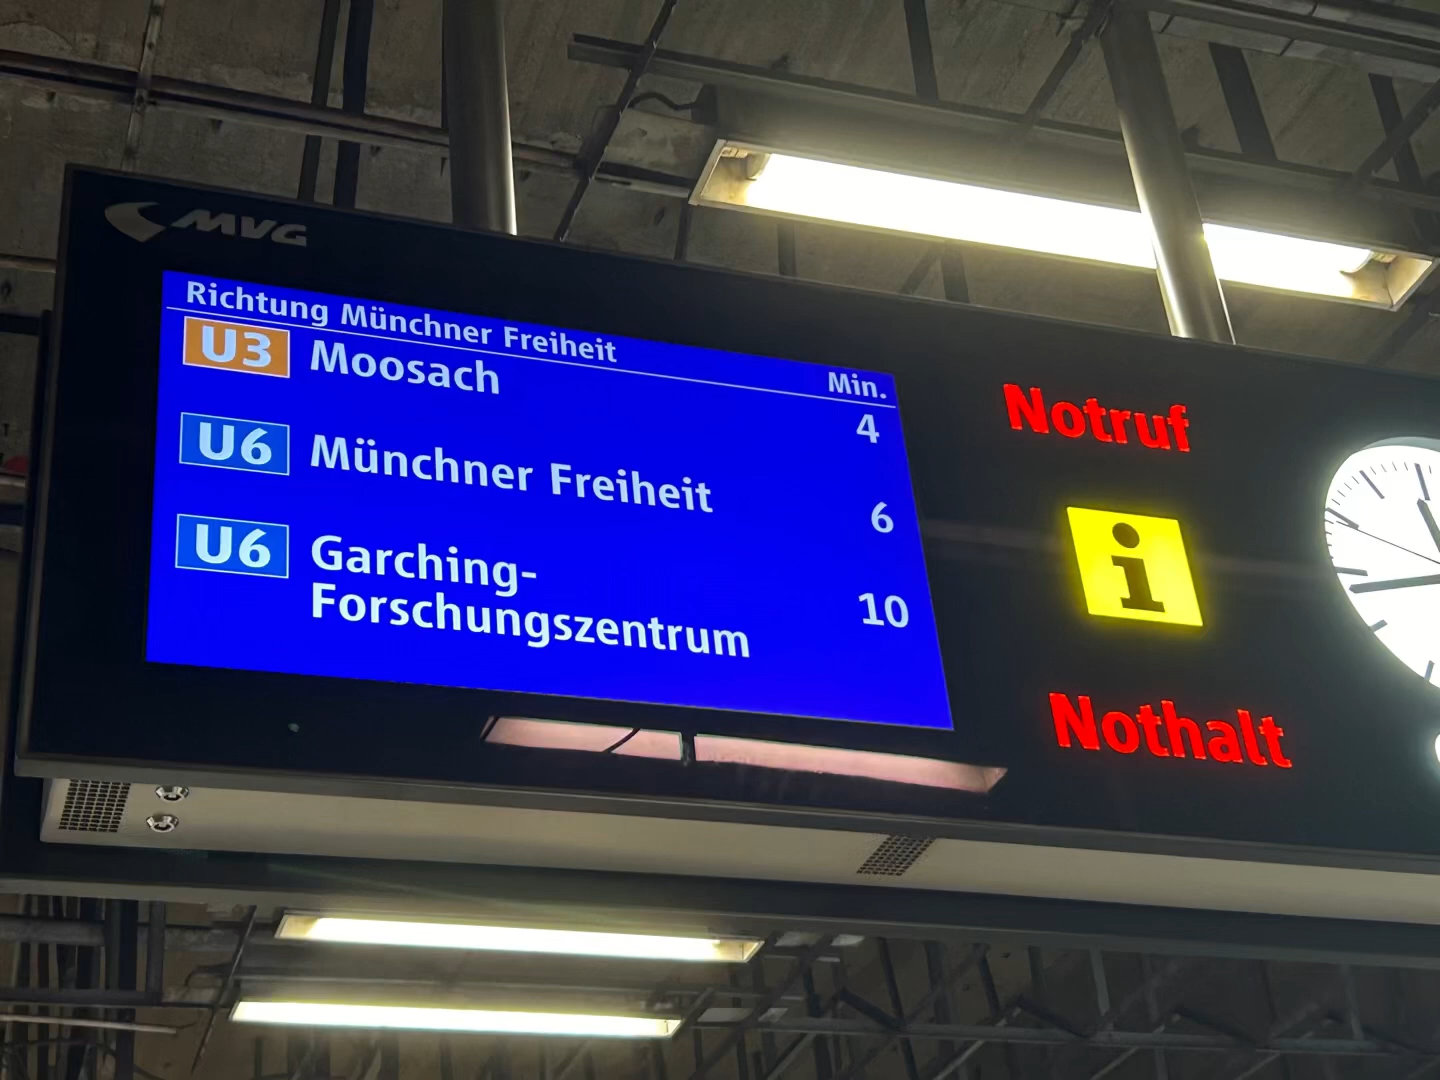 MVG
Richtung Münchner Freiheit
Min.
U3 Moosach 4
U6 Münchner Freiheit 6
U6 Garching-
Forschungszentrum 10
Notruf
i
Nothalt